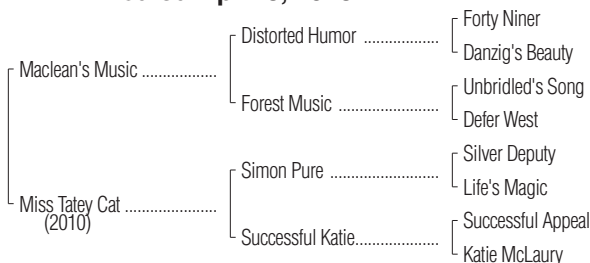 Forty Niner
Distorted Humor ..................
Danzig's Beauty
Maclean's Music .................
Unbridled's Song
Forest Music ........................
Defer West
Silver Deputy
Simon Pure ..........................
Life's Magic
Miss Tatey Cat .....................
(2010)
Successful Appeal
Successful Katie....................
Katie McLaury